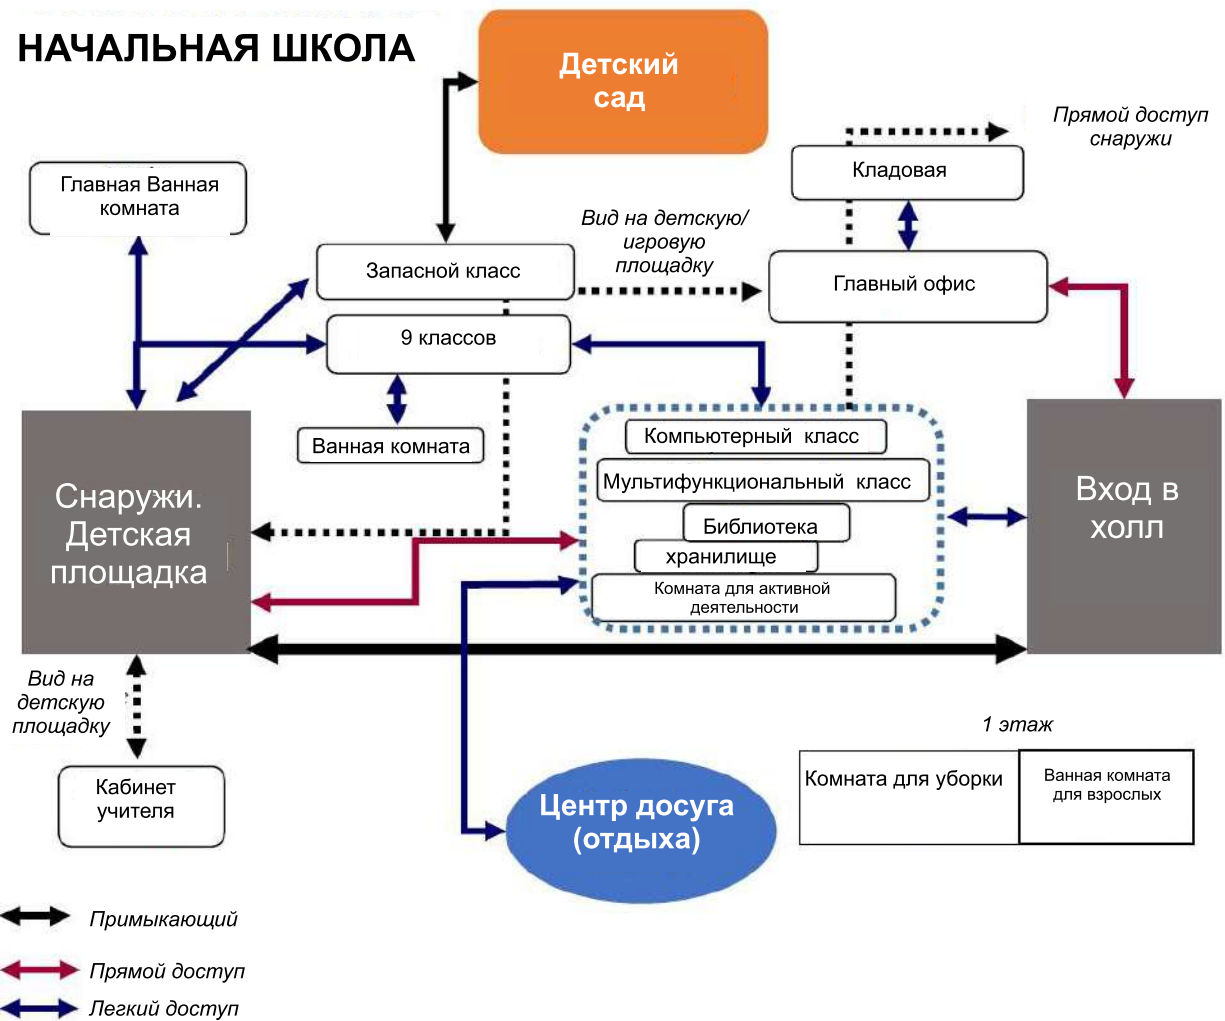 НАЧАЛЬНАЯ ШКОЛА
Детский
сад
Прямой доступ
снаружи
Кладовая
Главная Ванная
комната
Вид на детскую/
игровую
площадку
Запасной класс
Главный офис
9 классов
Ванная комната
Компьютерный класс
Мультифункциональный класс
Библиотека
хранилище
Комната для активной
деятельности
Снаружи.
Детская
площадка
Вход в
холл
Вид на
детскую
площадку
Кабинет
учителя
Центр досуга
(отдыха)
1 этаж
Комната для уборки
Ванная комната
для взрослых
Примыкающий
Прямой доступ
Легкий доступ